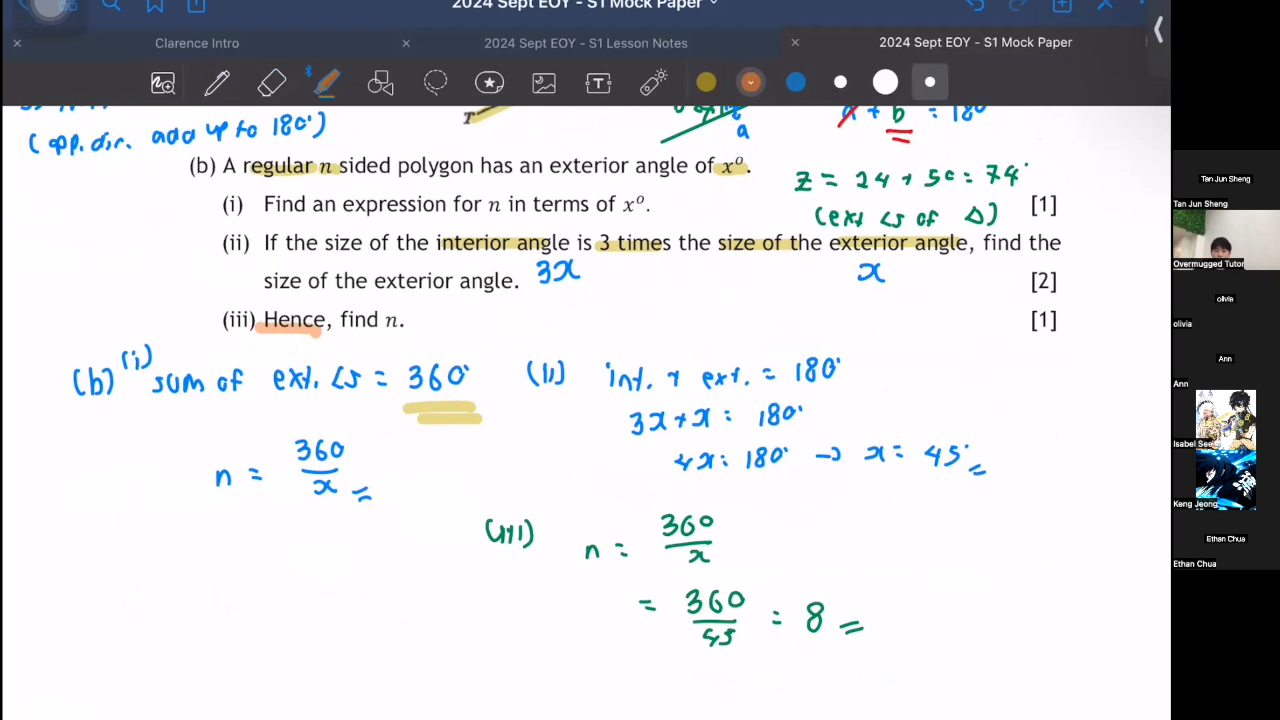 2024 Sept EOY - S1 Mock Paper
Clarence Intro
2024 Sept EOY - S1 Lesson Notes
2024 Sept EOY - S1 Mock Paper
T
a
a + b = 180°
(opp. dir. add up to 180°)
(b) A regular n sided polygon has an exterior angle of x°.
z = 24 + 50 = 74°
(i) Find an expression for n in terms of x°. [1]
(ext ∠s of Δ)
(ii) If the size of the interior angle is 3 times the size of the exterior angle, find the
size of the exterior angle. [2]
3x x
(iii) Hence, find n. [1]
(b) (i) sum of ext. ∠s = 360°
n = 360/x
(ii) int. + ext. = 180°
3x + x = 180°
4x = 180° → x = 45°
(iii) n = 360/x
= 360/45 = 8
Tan Jun Sheng
Tan Jun Sheng
Overmugged Tutor
olivia
olivia
Ann
Ann
Isabel See
Keng Jeong
Ethan Chua
Ethan Chua